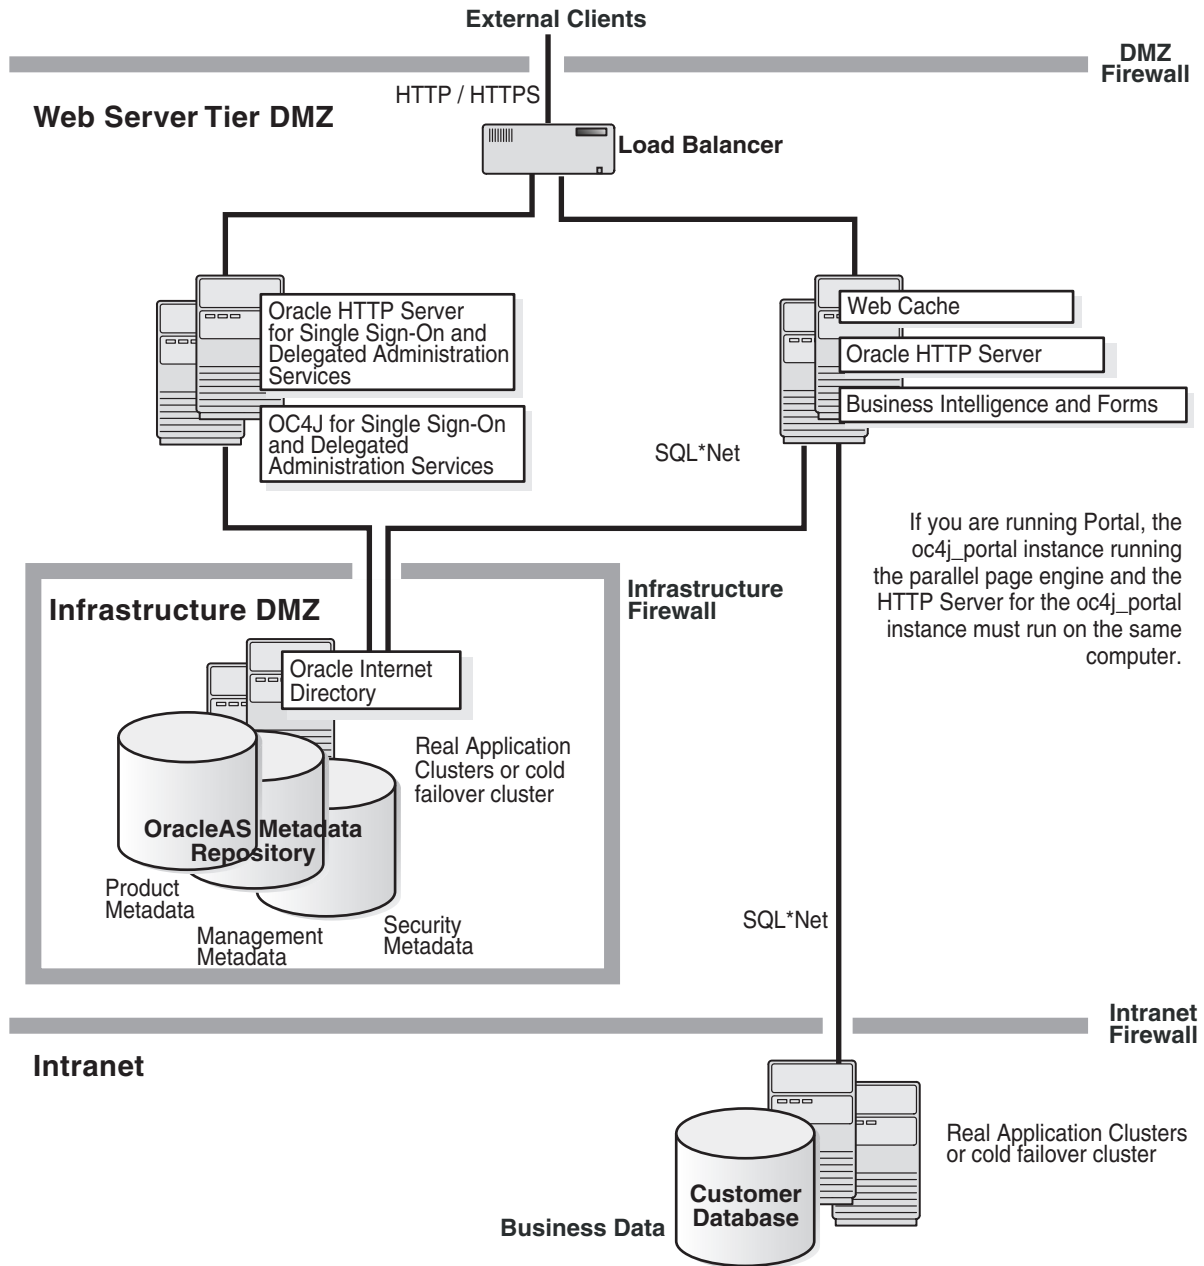 External Clients
DMZ
Firewall
HTTP / HTTPS
Web Server Tier DMZ
Load Balancer
Oracle HTTP Server
for Single Sign-On and
Delegated Administration
Services
OC4J for Single Sign-On
and Delegated
Administration Services
Web Cache
Oracle HTTP Server
Business Intelligence and Forms
SQL*Net
If you are running Portal, the
oc4j_portal instance running
the parallel page engine and the
HTTP Server for the oc4j_portal
instance must run on the same
computer.
Infrastructure
Firewall
Infrastructure DMZ
Oracle Internet
Directory
Real Application
Clusters or cold
failover cluster
OracleAS Metadata
Repository
Product
Metadata
Management
Metadata
Security
Metadata
SQL*Net
Intranet
Firewall
Intranet
Real Application Clusters
or cold failover cluster
Customer
Database
Business Data